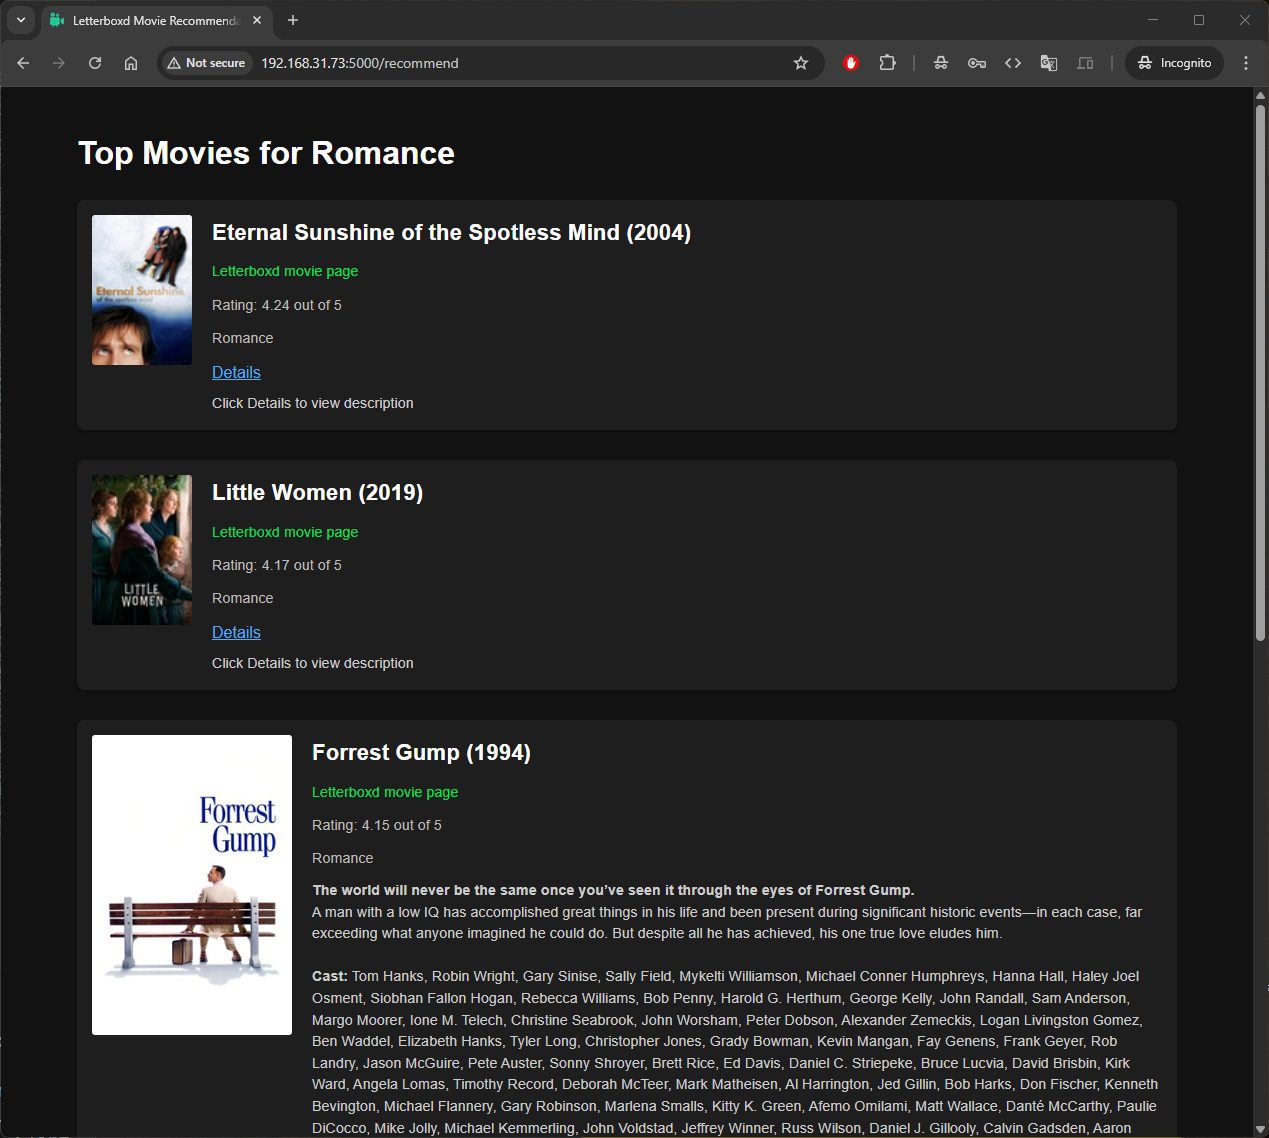 Letterboxd Movie Recommenda
Not secure
192.168.31.73:5000/recommend
Incognito
Top Movies for Romance
Eternal Sunshine
of the spotless mind
Eternal Sunshine of the Spotless Mind (2004)
Letterboxd movie page
Rating: 4.24 out of 5
Romance
Details
Click Details to view description
LITTLE
WOMEN
Little Women (2019)
Letterboxd movie page
Rating: 4.17 out of 5
Romance
Details
Click Details to view description
Forrest
Gump
Forrest Gump (1994)
Letterboxd movie page
Rating: 4.15 out of 5
Romance
The world will never be the same once you’ve seen it through the eyes of Forrest Gump.
A man with a low IQ has accomplished great things in his life and been present during significant historic events—in each case, far
exceeding what anyone imagined he could do. But despite all he has achieved, his one true love eludes him.
Cast: Tom Hanks, Robin Wright, Gary Sinise, Sally Field, Mykelti Williamson, Michael Conner Humphreys, Hanna Hall, Haley Joel
Osment, Siobhan Fallon Hogan, Rebecca Williams, Bob Penny, Harold G. Herthum, George Kelly, John Randall, Sam Anderson,
Margo Moorer, Ione M. Telech, Christine Seabrook, John Worsham, Peter Dobson, Alexander Zemeckis, Logan Livingston Gomez,
Ben Waddel, Elizabeth Hanks, Tyler Long, Christopher Jones, Grady Bowman, Kevin Mangan, Fay Genens, Frank Geyer, Rob
Landry, Jason McGuire, Pete Auster, Sonny Shroyer, Brett Rice, Ed Davis, Daniel C. Striepeke, Bruce Lucvia, David Brisbin, Kirk
Ward, Angela Lomas, Timothy Record, Deborah McTeer, Mark Matheisen, Al Harrington, Jed Gillin, Bob Harks, Don Fischer, Kenneth
Bevington, Michael Flannery, Gary Robinson, Marlena Smalls, Kitty K. Green, Afemo Omilami, Matt Wallace, Danté McCarthy, Paulie
DiCocco, Mike Jolly, Michael Kemmerling, John Voldstad, Jeffrey Winner, Russ Wilson, Daniel J. Gillooly, Calvin Gadsden, Aaron